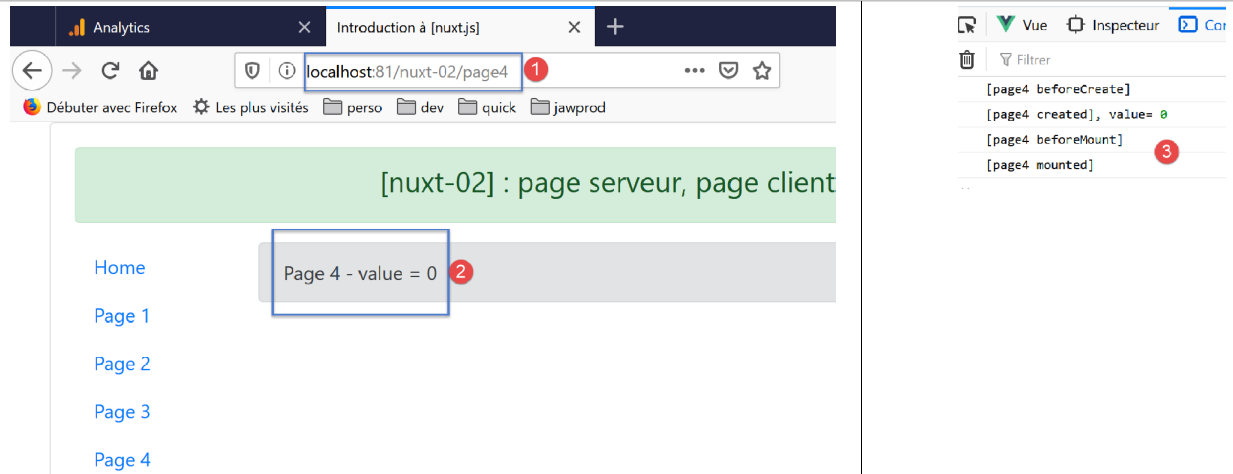 Analytics
Introduction à [nuxt.js]
localhost:81/nuxt-02/page4
1
Débuter avec Firefox
Les plus visités
perso
dev
quick
jawprod
[nuxt-02] : page serveur, page client
Home
Page 1
Page 2
Page 3
Page 4
Page 4 - value = 0
2
Vue
Inspecteur
Co
Filtrer
[page4 beforeCreate]
[page4 created], value= 0
[page4 beforeMount]
[page4 mounted]
3